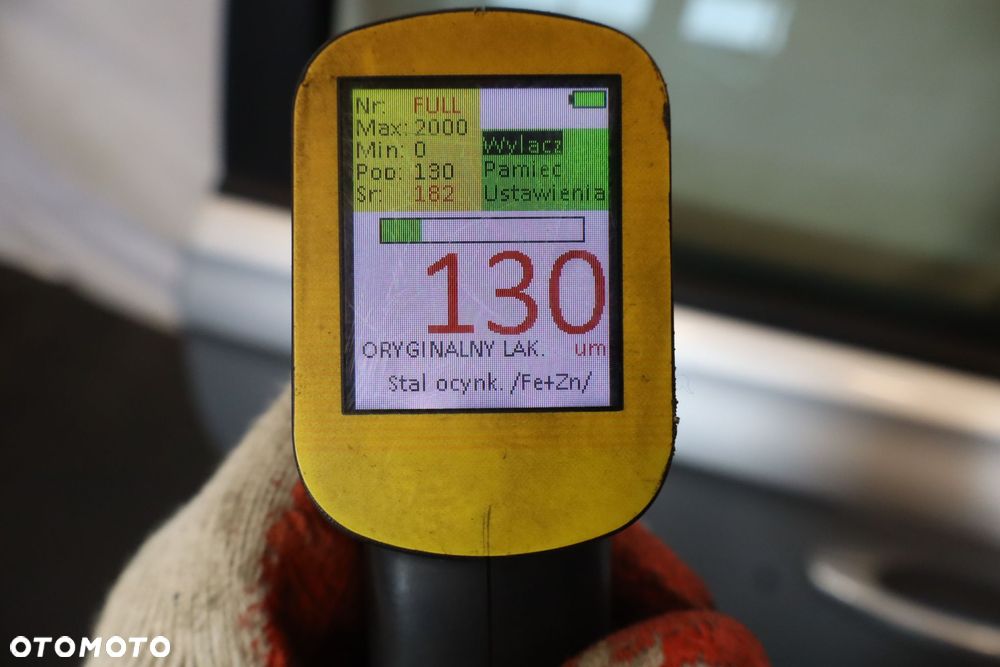 Nr: FULL
Max: 2000
Min: 0
Pop: 130
Sr: 182
Wylacz
Pamiec
Ustawienia
130
ORYGINALNY LAK. um
Stal ocynk. /Fe+Zn/
OTOMOTO